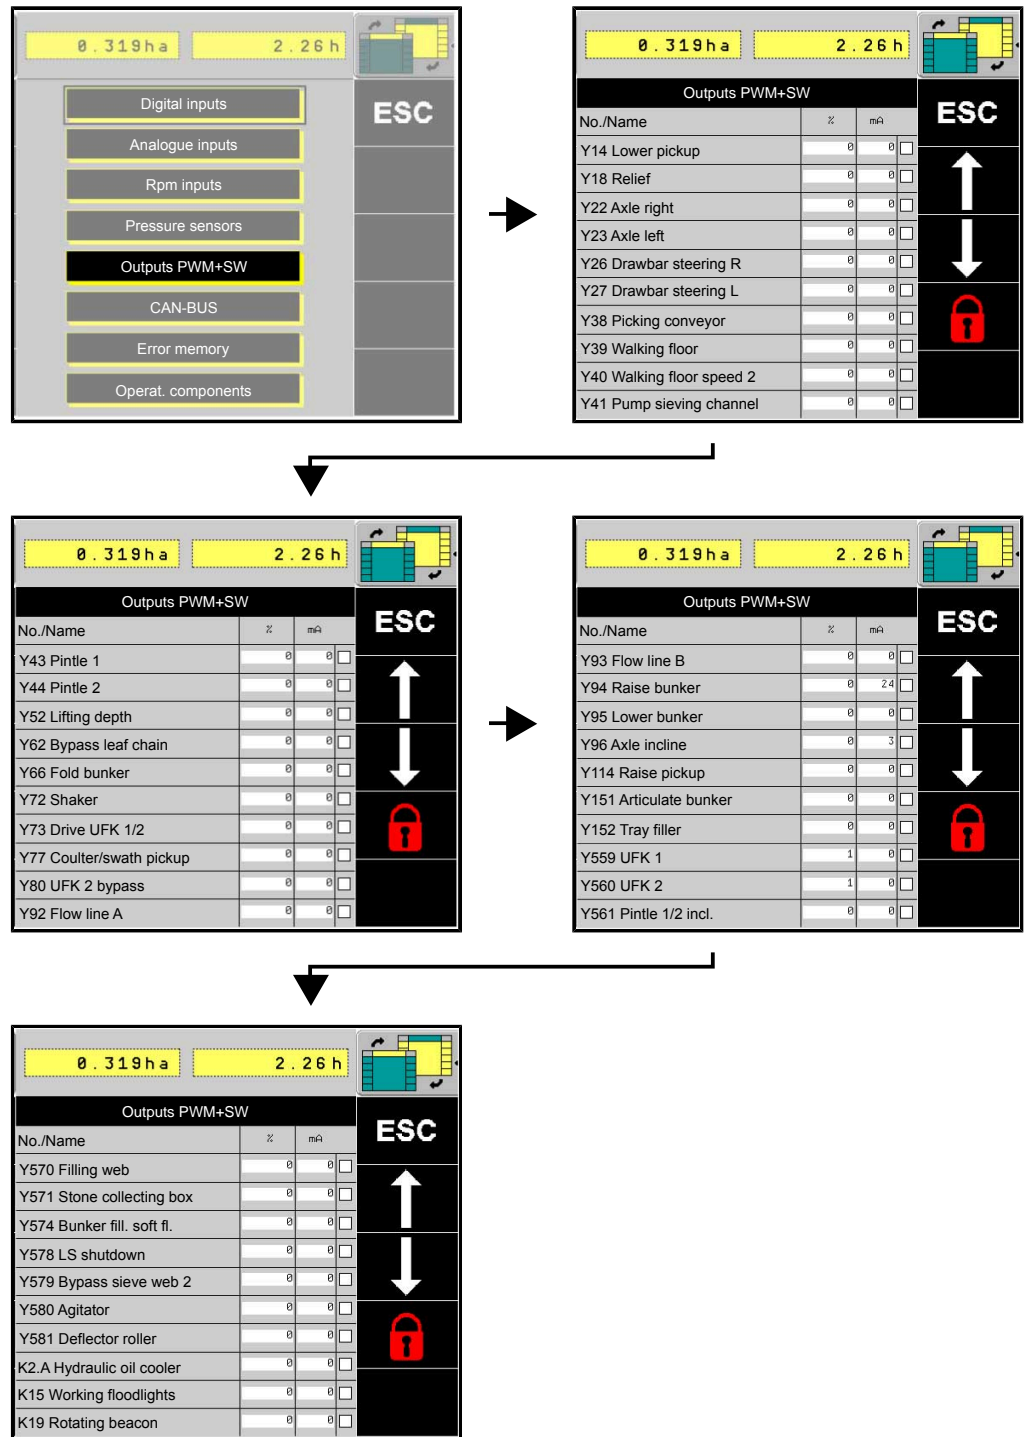 0.319ha 2.26h
Digital inputs
ESC
Analogue inputs
Rpm inputs
Pressure sensors
Outputs PWM+SW
CAN-BUS
Error memory
Operat. components
0.319ha 2.26h
Outputs PWM+SW
ESC
No./Name % mA
Y14 Lower pickup 0 0
Y18 Relief 0 0
Y22 Axle right 0 0
Y23 Axle left 0 0
Y26 Drawbar steering R 0 0
Y27 Drawbar steering L 0 0
Y38 Picking conveyor 0 0
Y39 Walking floor 0 0
Y40 Walking floor speed 2 0 0
Y41 Pump sieving channel 0 0
0.319ha 2.26h
Outputs PWM+SW
ESC
No./Name % mA
Y43 Pintle 1 0 0
Y44 Pintle 2 0 0
Y52 Lifting depth 0 0
Y62 Bypass leaf chain 0 0
Y66 Fold bunker 0 0
Y72 Shaker 0 0
Y73 Drive UFK 1/2 0 0
Y77 Coulter/swath pickup 0 0
Y80 UFK 2 bypass 0 0
Y92 Flow line A 0 0
0.319ha 2.26h
Outputs PWM+SW
ESC
No./Name % mA
Y93 Flow line B 0 0
Y94 Raise bunker 0 24
Y95 Lower bunker 0 0
Y96 Axle incline 0 3
Y114 Raise pickup 0 0
Y151 Articulate bunker 0 0
Y152 Tray filler 0 0
Y559 UFK 1 1 0
Y560 UFK 2 1 0
Y561 Pintle 1/2 incl. 0 0
0.319ha 2.26h
Outputs PWM+SW
ESC
No./Name % mA
Y570 Filling web 0 0
Y571 Stone collecting box 0 0
Y574 Bunker fill. soft fl. 0 0
Y578 LS shutdown 0 0
Y579 Bypass sieve web 2 0 0
Y580 Agitator 0 0
Y581 Deflector roller 0 0
K2.A Hydraulic oil cooler 0 0
K15 Working floodlights 0 0
K19 Rotating beacon 0 0